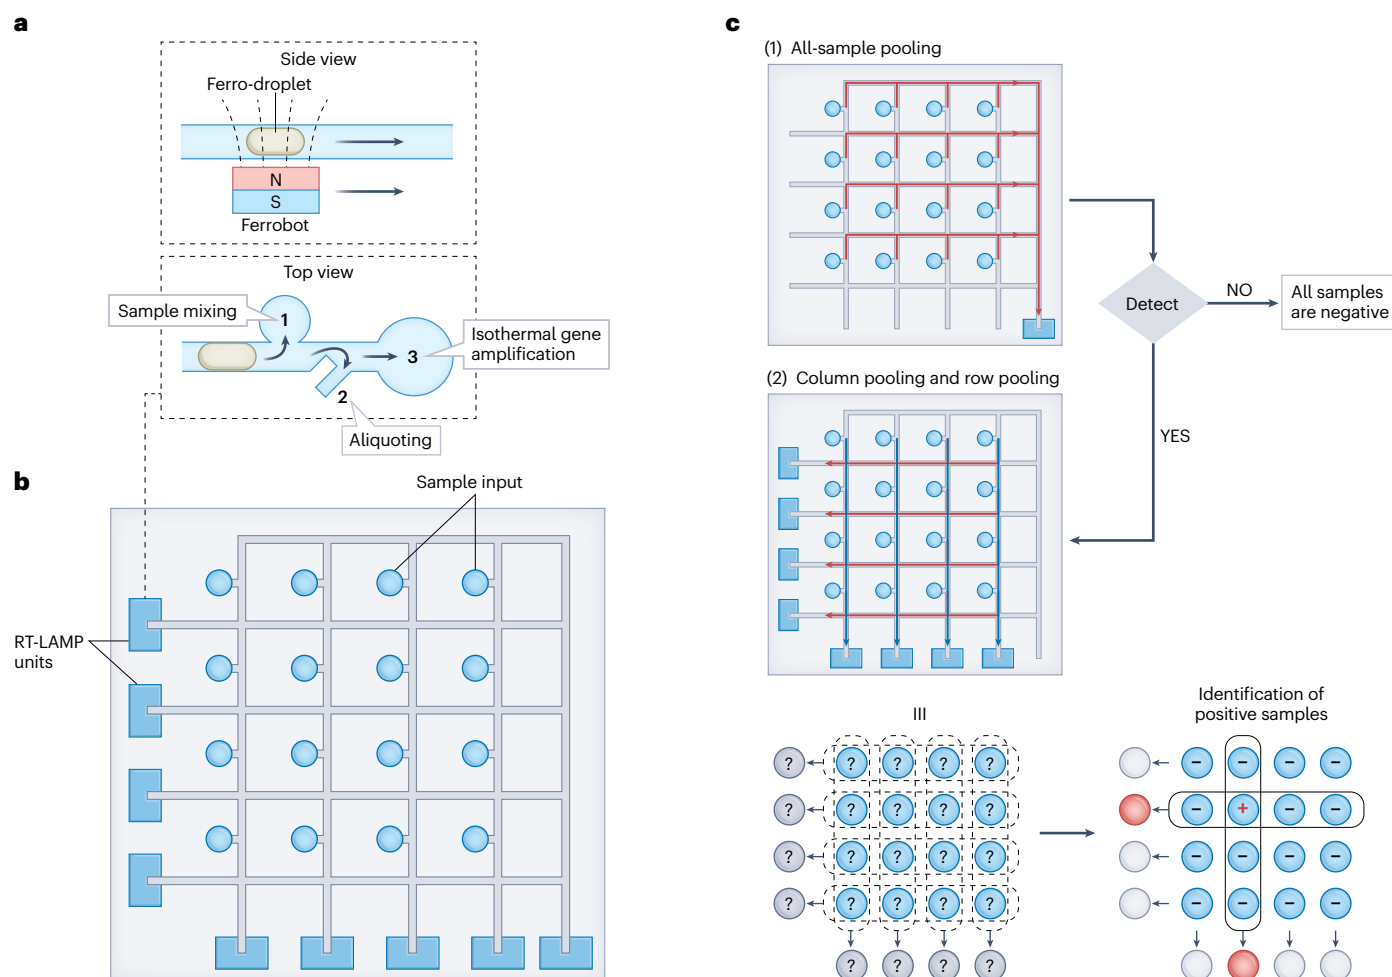 a
Side view
Ferro-droplet
N
S
Ferrobot
Top view
Sample mixing
1
Isothermal gene
amplification
3
2
Aliquoting
b
Sample input
RT-LAMP
units
c
(1) All-sample pooling
Detect
NO
All samples
are negative
(2) Column pooling and row pooling
YES
III
Identification of
positive samples
? ? ? ? ?
? ? ? ? ?
? ? ? ? ?
? ? ? ? ?
? ? ? ?
− − − −
− + − −
− − − −
− − − −